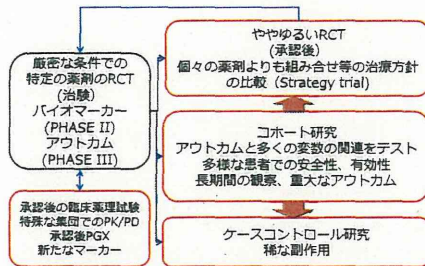 厳密な条件での
特定の薬剤のRCT
(治験)
バイオマーカー
(PHASE II)
アウトカム
(PHASE III)
承認後の臨床薬理試験
特殊な集団でのPK/PD
承認後PGX
新たなマーカー
ややゆるいRCT
(承認後)
個々の薬剤よりも組み合せ等の治療方針
の比較（Strategy trial)
コホート研究
アウトカムと多くの変数の関連をテスト
多様な患者での安全性、有効性
長期間の観察、重大なアウトカム
ケースコントロール研究
稀な副作用